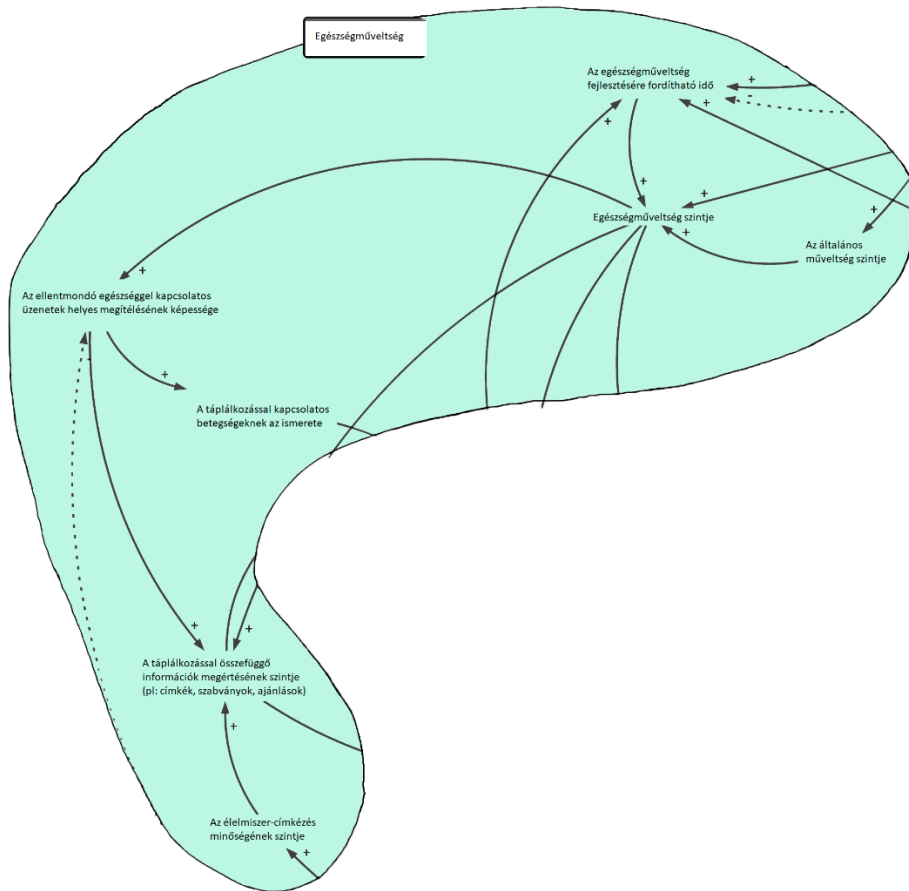 Egészségműveltség
Az egészségműveltség
fejlesztésére fordítható idő
+
-
+
+
+
+
+
Egészségműveltség szintje
+
Az általános
műveltség szintje
+
Az ellentmondó egészséggel kapcsolatos
üzenetek helyes megítélésének képessége
-
+
A táplálkozással kapcsolatos
betegségeknek az ismerete
+
+
A táplálkozással összefüggő
információk megértésének szintje
(pl: címkék, szabványok, ajánlások)
+
Az élelmiszer-címkézés
minőségének szintje
+